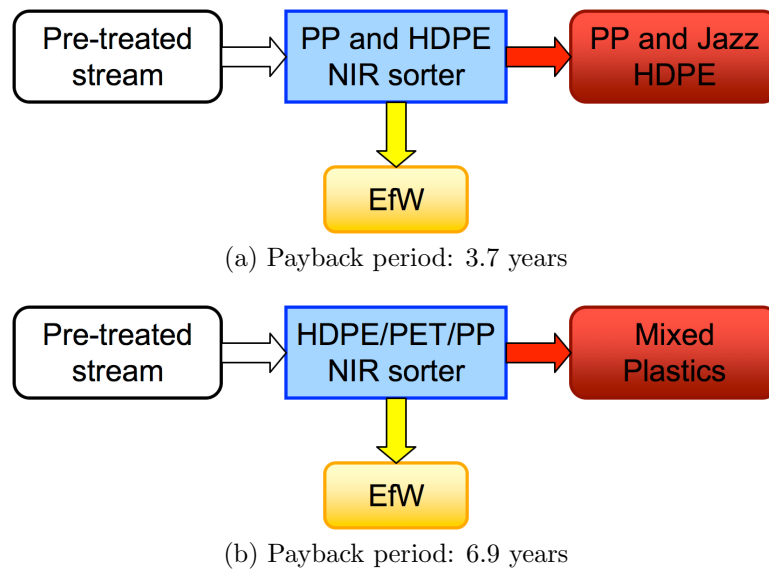 Pre-treated
stream
PP and HDPE
NIR sorter
PP and Jazz
HDPE
EfW
(a) Payback period: 3.7 years
Pre-treated
stream
HDPE/PET/PP
NIR sorter
Mixed
Plastics
EfW
(b) Payback period: 6.9 years